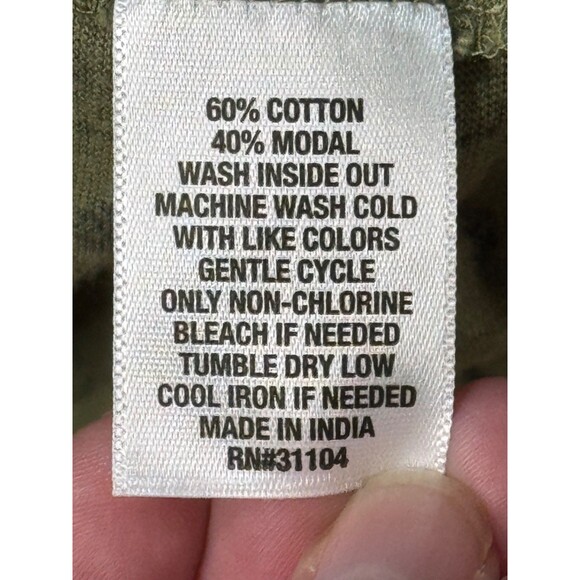 60% COTTON
40% MODAL
WASH INSIDE OUT
MACHINE WASH COLD
WITH LIKE COLORS
GENTLE CYCLE
ONLY NON-CHLORINE
BLEACH IF NEEDED
TUMBLE DRY LOW
COOL IRON IF NEEDED
MADE IN INDIA
RN#31104